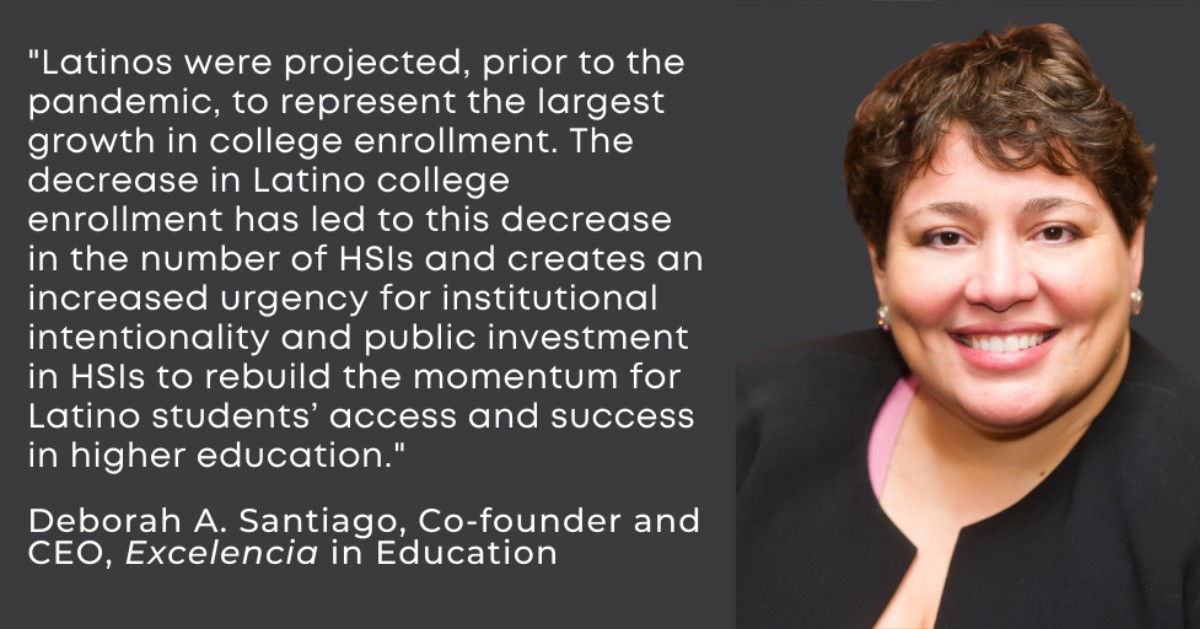 "Latinos were projected, prior to the
pandemic, to represent the largest
growth in college enrollment. The
decrease in Latino college
enrollment has led to this decrease
in the number of HSIs and creates an
increased urgency for institutional
intentionality and public investment
in HSIs to rebuild the momentum for
Latino students’ access and success
in higher education."
Deborah A. Santiago, Co-founder and
CEO, Excelencia in Education